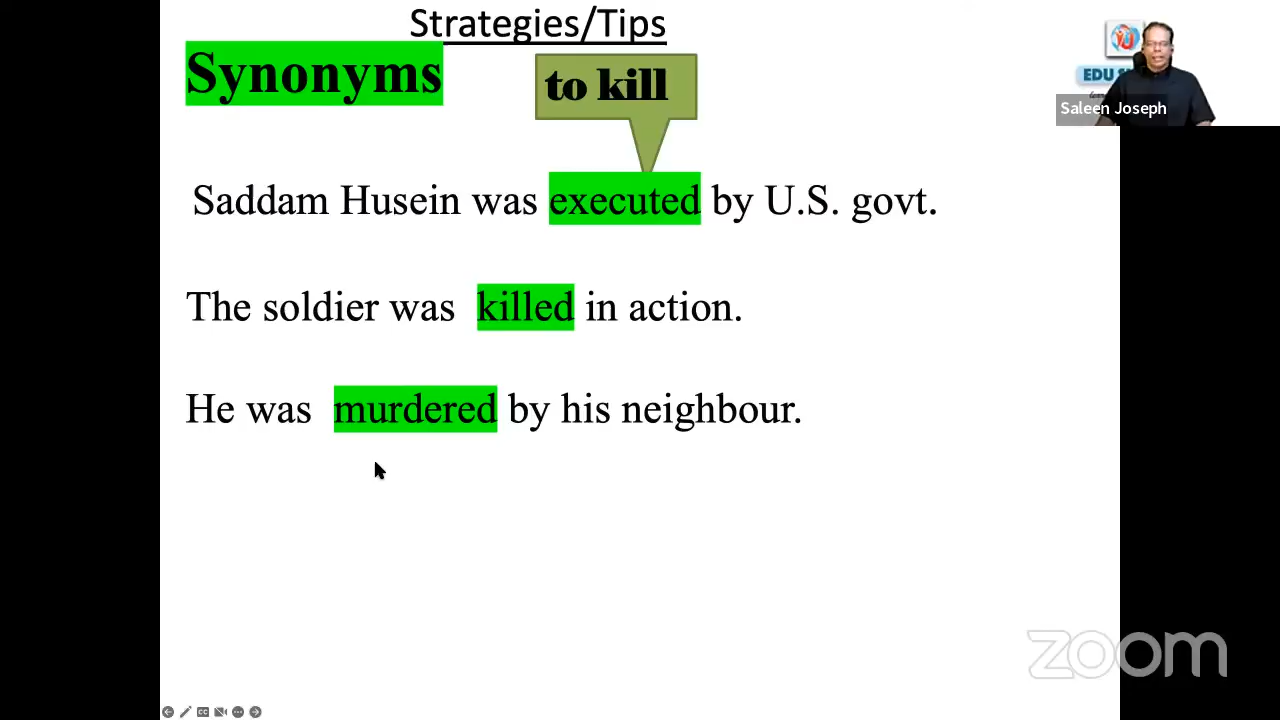 Strategies/Tips
Synonyms
to kill
EDU
Saleen Joseph
Saddam Husein was executed by U.S. govt.
The soldier was killed in action.
He was murdered by his neighbour.
zoom